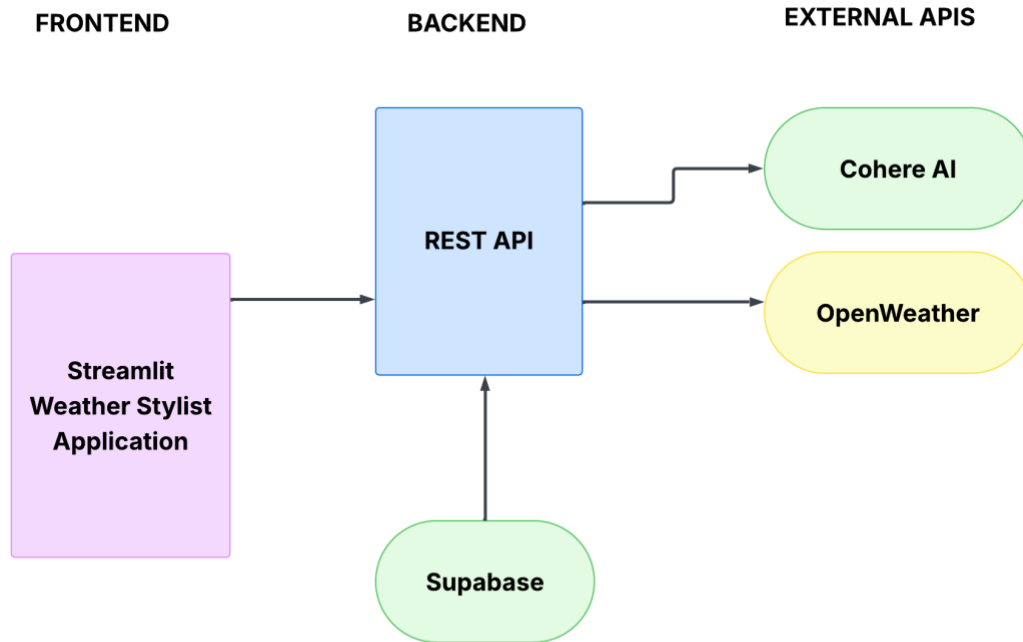 FRONTEND
BACKEND
EXTERNAL APIS
Cohere AI
REST API
OpenWeather
Streamlit
Weather Stylist
Application
Supabase